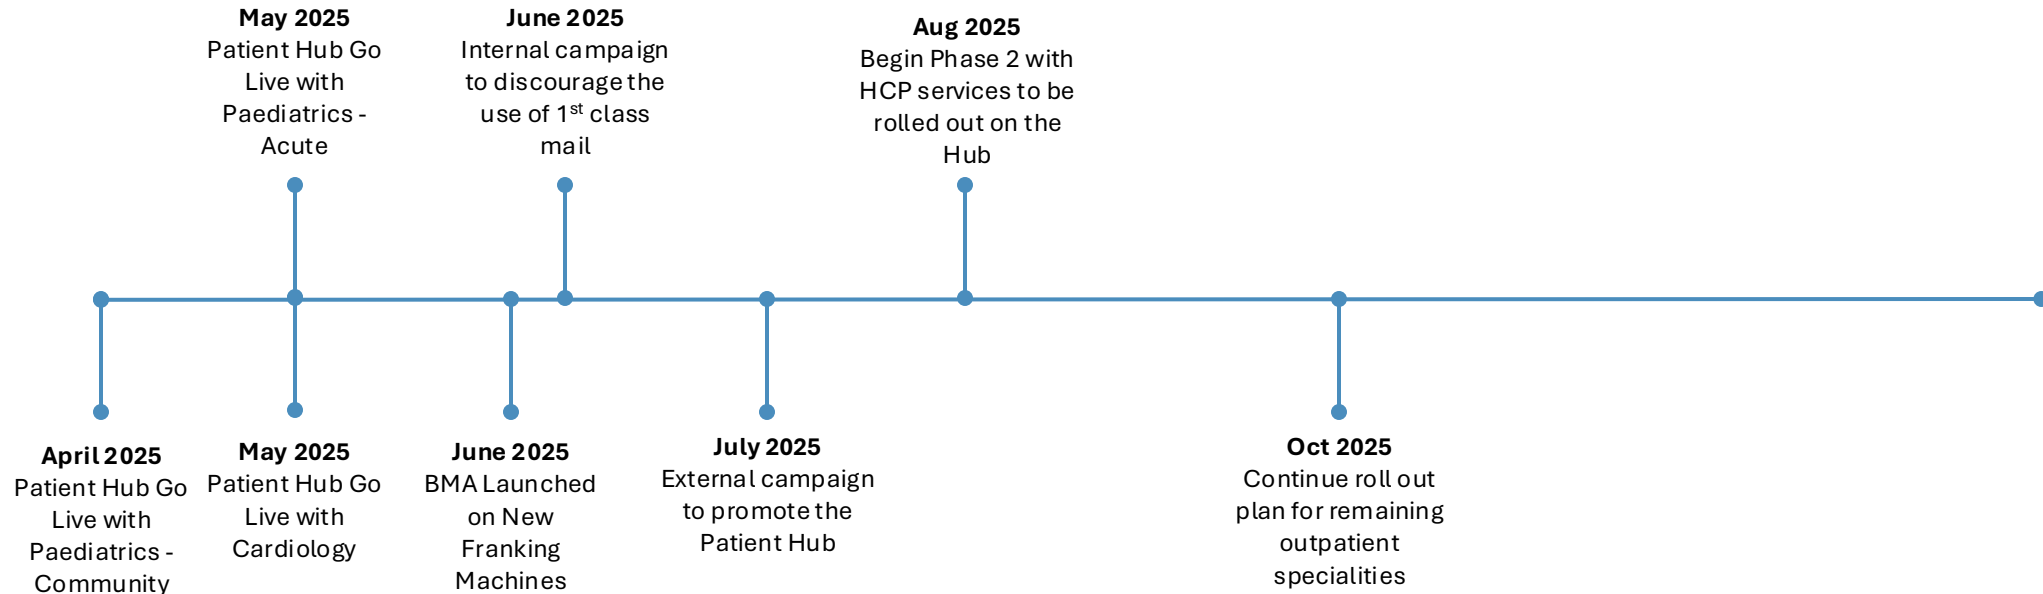 May 2025
Patient Hub Go
Live with
Paediatrics -
Acute
June 2025
Internal campaign
to discourage the
use of 1st class
mail
Aug 2025
Begin Phase 2 with
HCP services to be
rolled out on the
Hub
April 2025
Patient Hub Go
Live with
Paediatrics -
Community
May 2025
Patient Hub Go
Live with
Cardiology
June 2025
BMA Launched
on New
Franking
Machines
July 2025
External campaign
to promote the
Patient Hub
Oct 2025
Continue roll out
plan for remaining
outpatient
specialities